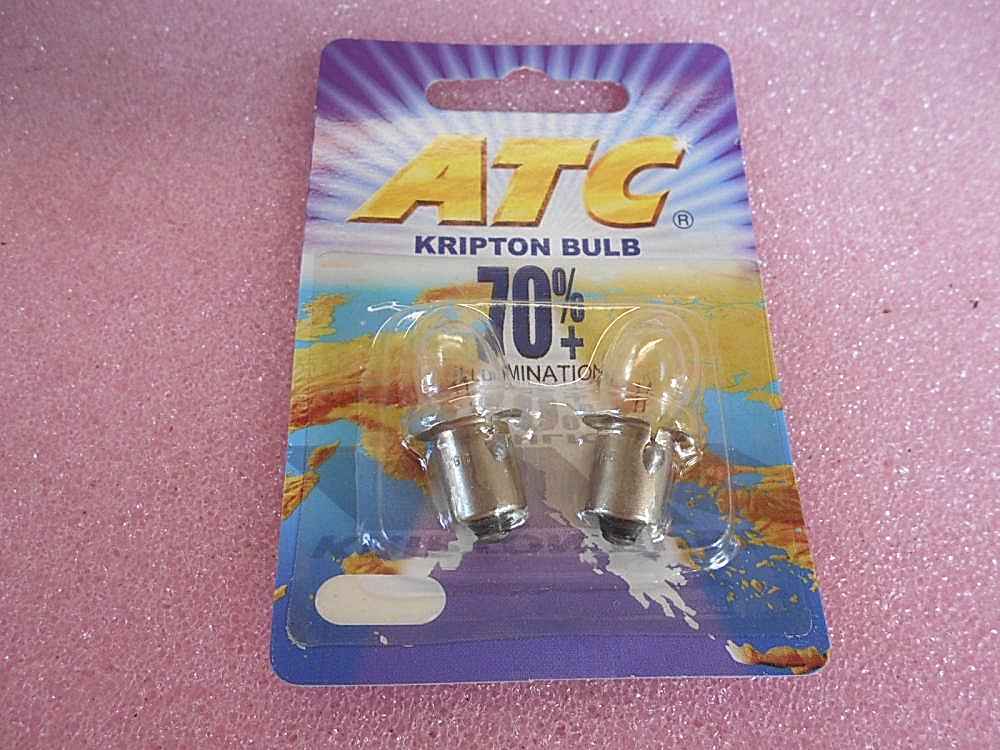 ATC®
KRIPTON BULB
70%+
ILLUMINATION